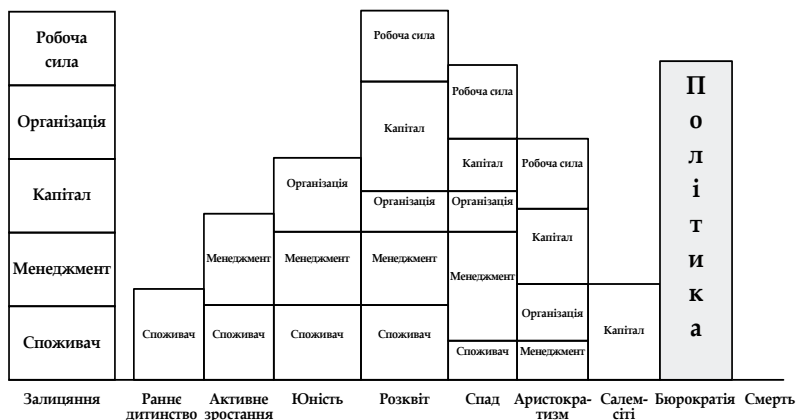 Робоча
сила
Організація
Капітал
Менеджмент
Споживач
Споживач
Менеджмент
Споживач
Організація
Менеджмент
Споживач
Робоча сила
Капітал
Організація
Менеджмент
Споживач
Робоча сила
Капітал
Організація
Менеджмент
Споживач
Робоча сила
Капітал
Організація
Менеджмент
Капітал
П
о
л
і
т
и
к
а
Залицяння
Раннє
дитинство
Активне
зростання
Юність
Розквіт
Спад
Аристокра-
тизм
Салем-
сіті
Бюрократія
Смерть